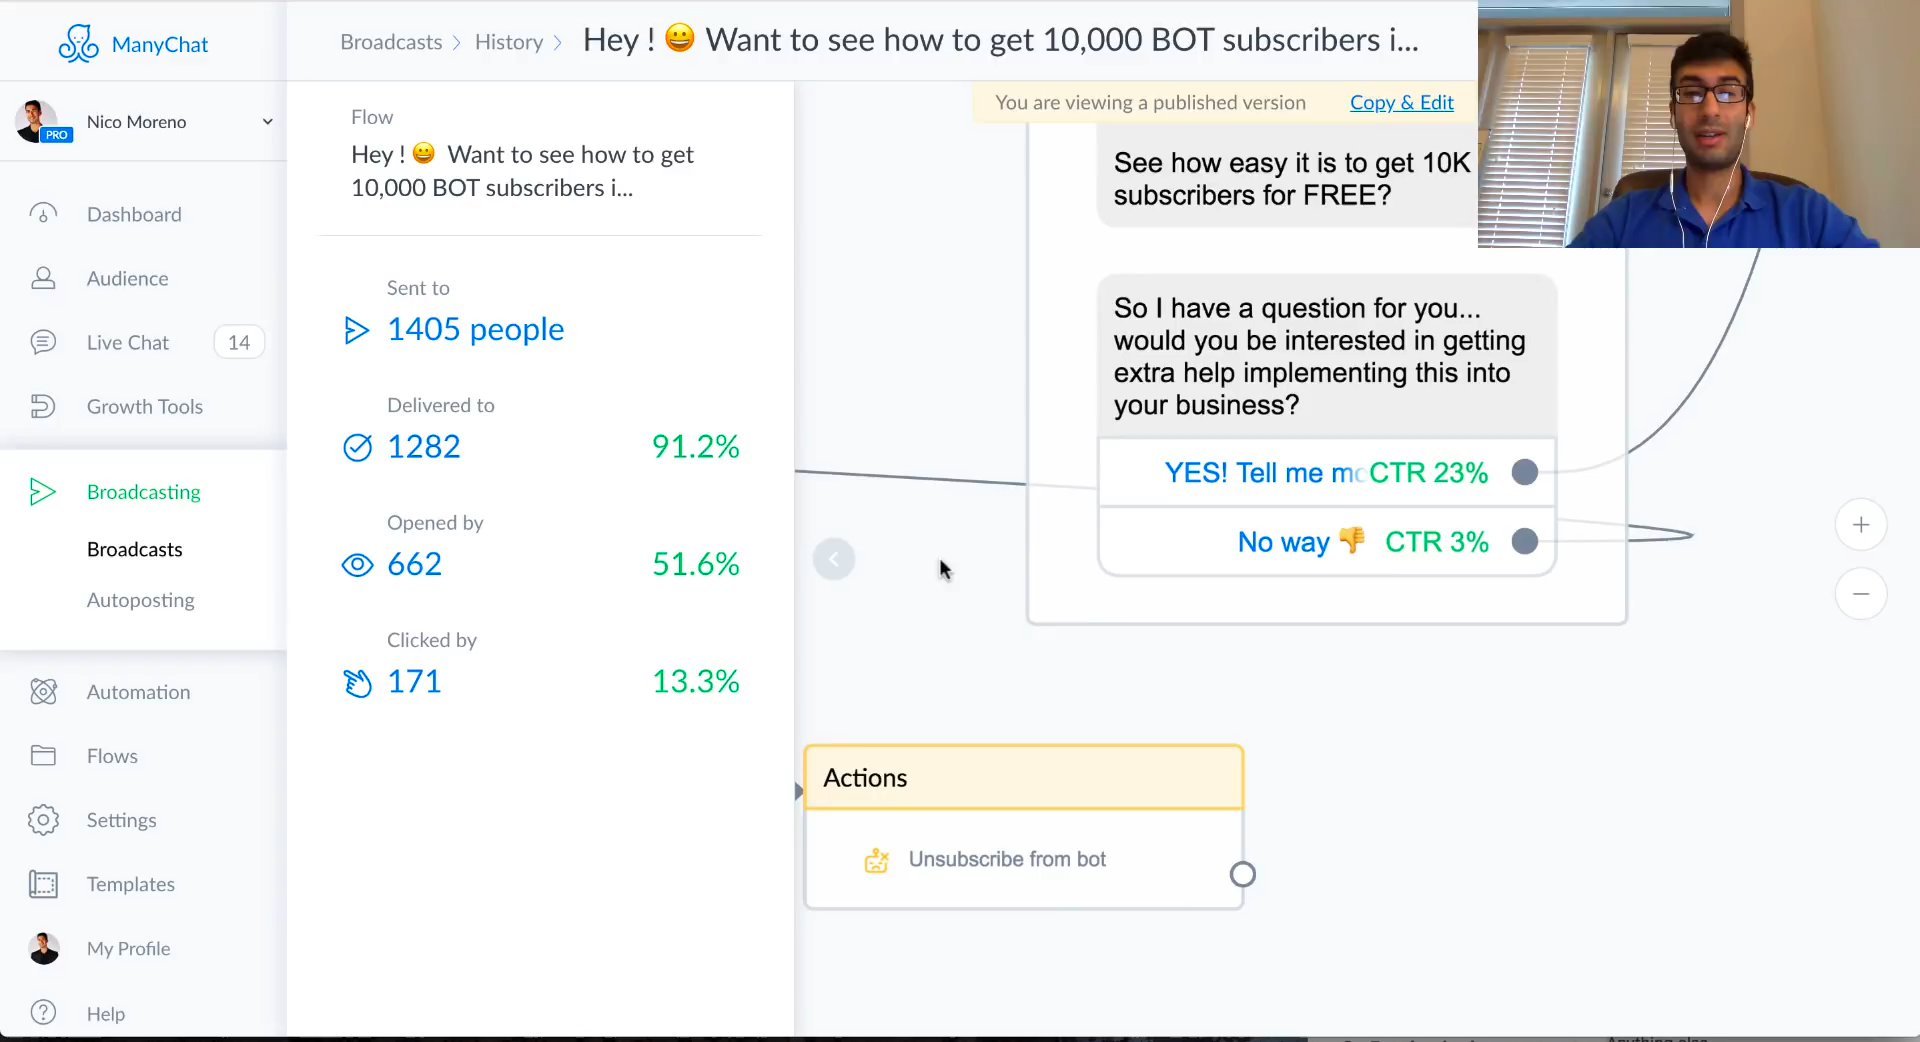 ManyChat
Broadcasts > History > Hey ! 😀 Want to see how to get 10,000 BOT subscribers i...
Nico Moreno
PRO
Dashboard
Audience
Live Chat 14
Growth Tools
Broadcasting
Broadcasts
Autoposting
Automation
Flows
Settings
Templates
My Profile
Help
Flow
Hey ! 😀 Want to see how to get
10,000 BOT subscribers i...
Sent to
1405 people
Delivered to
1282 91.2%
Opened by
662 51.6%
Clicked by
171 13.3%
You are viewing a published version Copy & Edit
See how easy it is to get 10K
subscribers for FREE?
So I have a question for you...
would you be interested in getting
extra help implementing this into
your business?
YES! Tell me CTR 23%
No way 👎 CTR 3%
Actions
Unsubscribe from bot